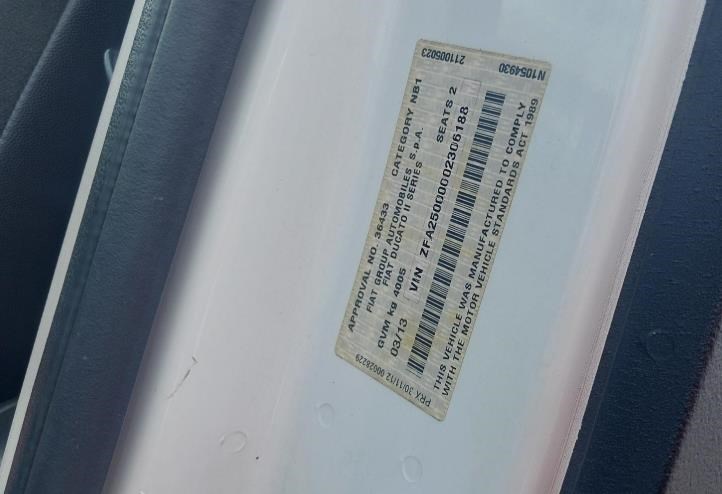 211005023 N1054930
APPROVAL NO. 36433 CATEGORY NB1
FIAT GROUP AUTOMOBILES S.p.A.
FIAT DUCATO II SERIES
GVM kg 4005 SEATS 2
03/13 VIN ZFA25000002306188
THIS VEHICLE WAS MANUFACTURED TO COMPLY
WITH THE MOTOR VEHICLE STANDARDS ACT 1989
PRX 30/11/12 00028229